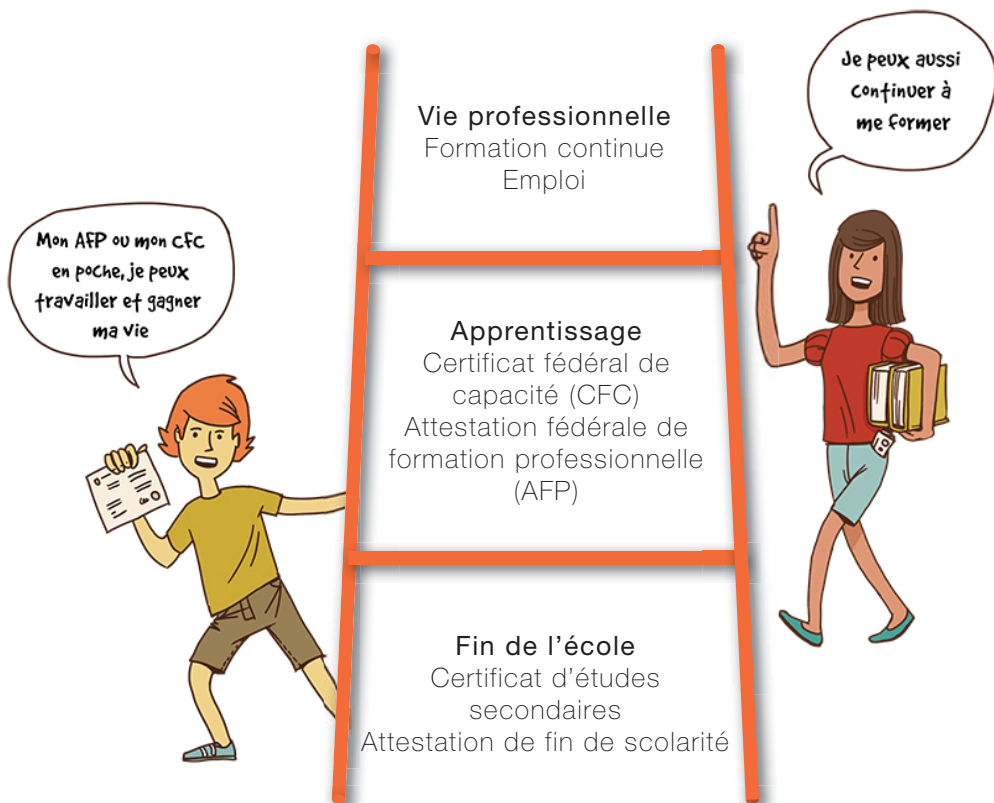 Vie professionnelle
Formation continue
Emploi
Je peux aussi
continuer à
me former
Mon AFP ou mon CFC
en poche, je peux
travailler et gagner
ma vie
Apprentissage
Certificat fédéral de
capacité (CFC)
Attestation fédérale de
formation professionnelle
(AFP)
Fin de l'école
Certificat d'études
secondaires
Attestation de fin de scolarité